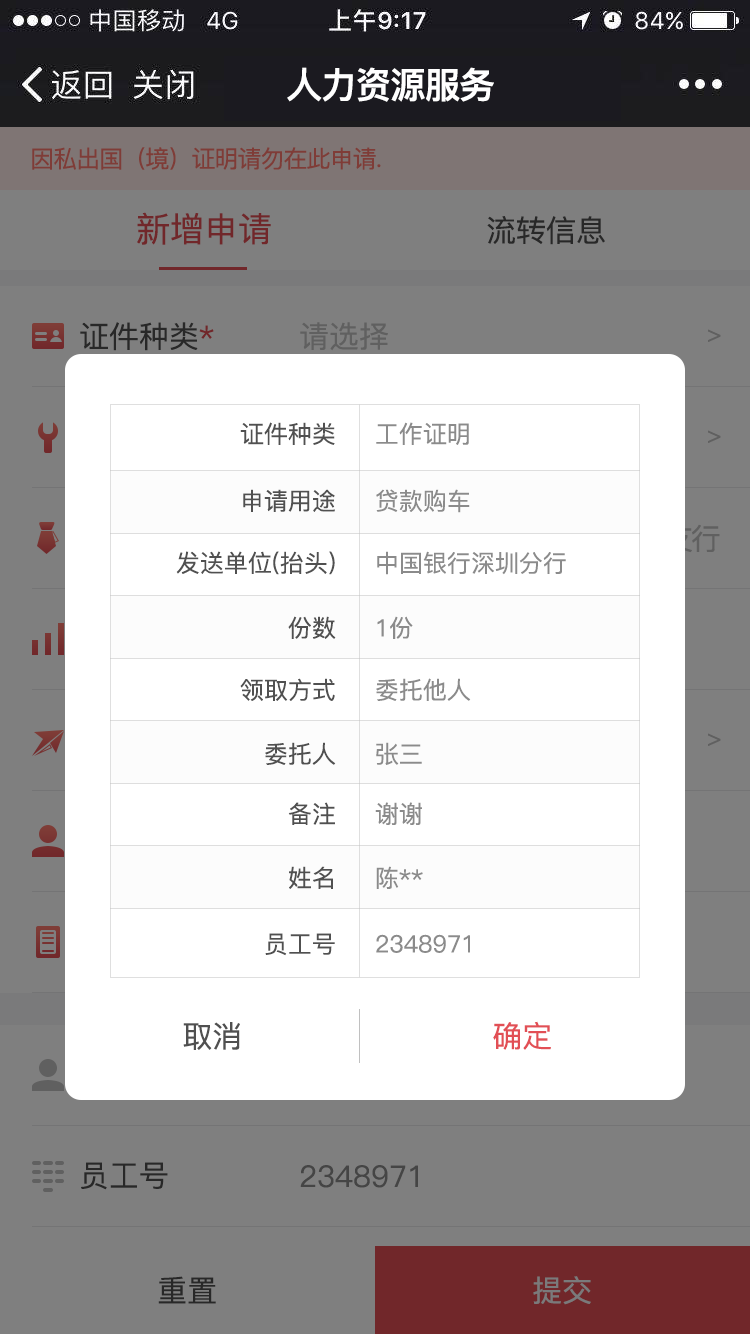 中国移动 4G 上午9:17 84%
返回 关闭 人力资源服务
因私出国（境）证明请勿在此申请.
新增申请 流转信息
证件种类* 请选择 >
>
行
>
证件种类 工作证明
申请用途 贷款购车
发送单位(抬头) 中国银行深圳分行
份数 1份
领取方式 委托他人
委托人 张三
备注 谢谢
姓名 陈**
员工号 2348971
取消 确定
员工号 2348971
重置 提交